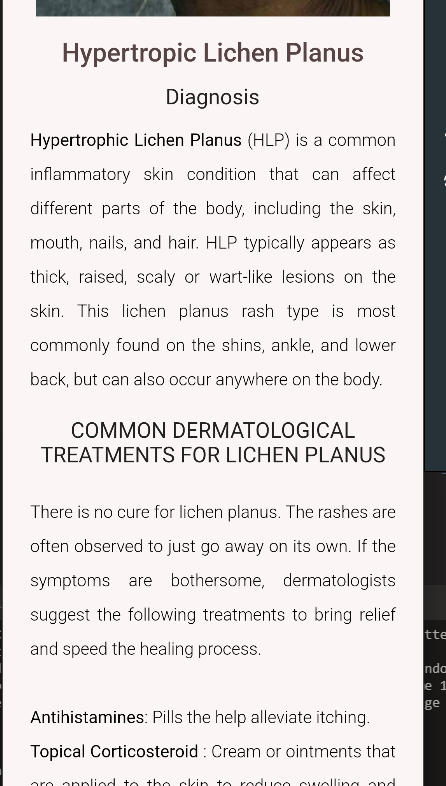 Hypertropic Lichen Planus
Diagnosis
Hypertrophic Lichen Planus (HLP) is a common
inflammatory skin condition that can affect
different parts of the body, including the skin,
mouth, nails, and hair. HLP typically appears as
thick, raised, scaly or wart-like lesions on the
skin. This lichen planus rash type is most
commonly found on the shins, ankle, and lower
back, but can also occur anywhere on the body.
COMMON DERMATOLOGICAL
TREATMENTS FOR LICHEN PLANUS
There is no cure for lichen planus. The rashes are
often observed to just go away on its own. If the
symptoms are bothersome, dermatologists
suggest the following treatments to bring relief
and speed the healing process.
Antihistamines: Pills the help alleviate itching.
Topical Corticosteroid : Cream or ointments that
are applied to the skin to reduce swelling and